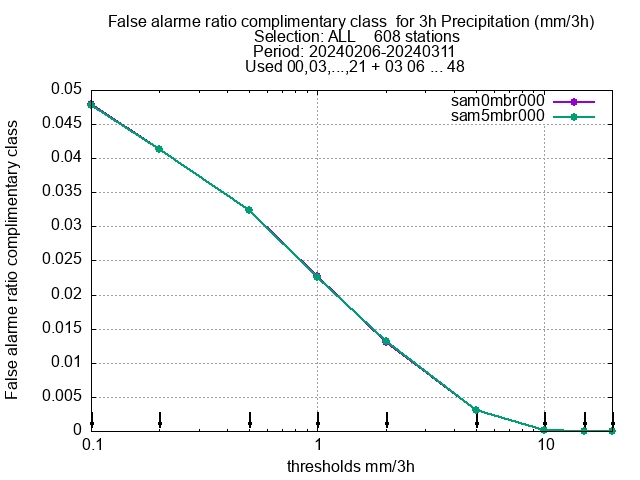 False alarme ratio complimentary class  for 3h Precipitation (mm/3h)
Selection: ALL    608 stations
Period: 20240206-20240311
Used 00,03,...,21 + 03 06 ... 48
sam0mbr000
sam5mbr000
0.05
0.045
0.04
0.035
0.03
0.025
0.02
0.015
0.01
0.005
0
False alarme ratio complimentary class
0.1 1 10
thresholds mm/3h